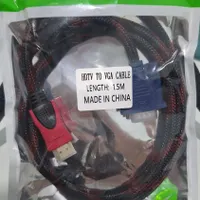 HDTV TO VGA CABLE
LENGTH: 1.5M
MADE IN CHINA